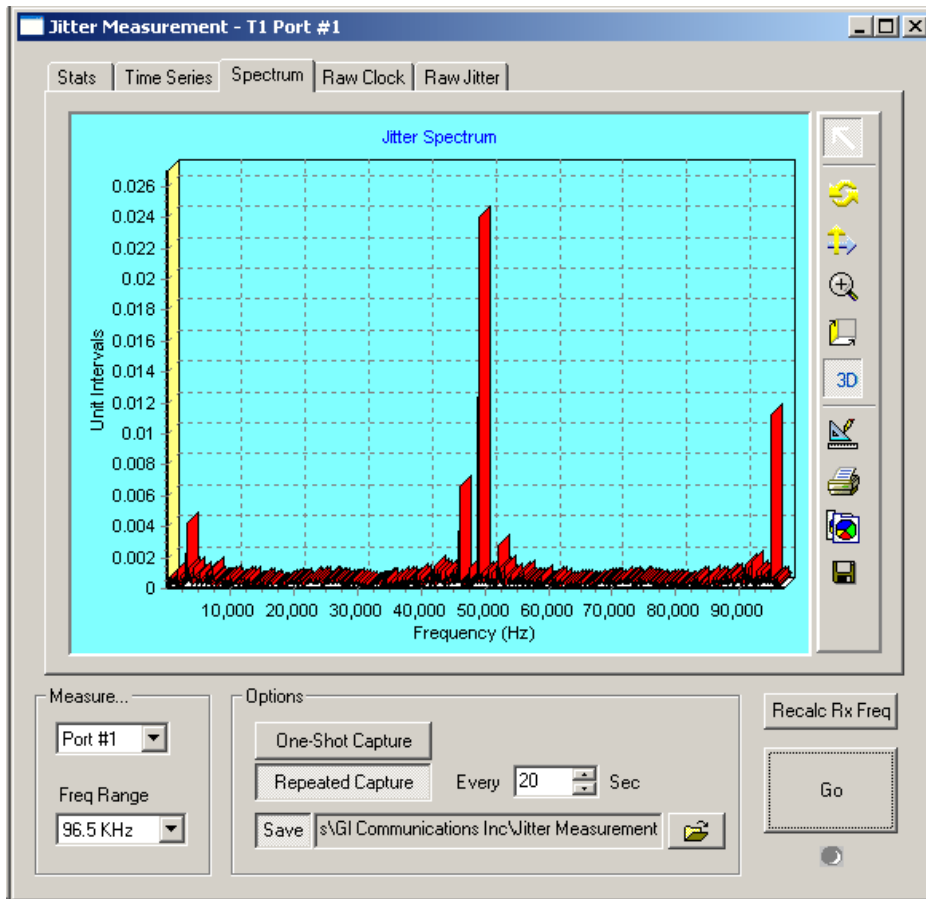 Jitter Measurement - T1 Port #1
Stats Time Series Spectrum Raw Clock Raw Jitter
Jitter Spectrum
0.026
0.024
0.022
0.02
0.018
0.016
0.014
0.012
0.01
0.008
0.006
0.004
0.002
0
Unit Intervals
10,000 20,000 30,000 40,000 50,000 60,000 70,000 80,000 90,000
Frequency (Hz)
3D
Measure...
Port #1
Freq Range
96.5 KHz
Options
One-Shot Capture
Repeated Capture Every 20 Sec
Save s\GI Communications Inc\Jitter Measurement
Recalc Rx Freq
Go